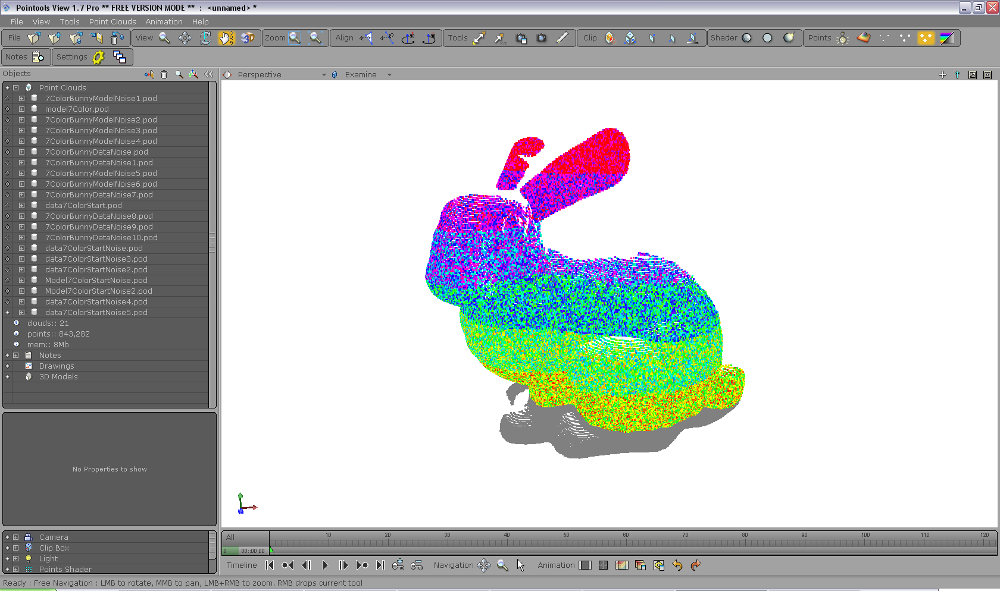 Pointools View 1.7 Pro ** FREE VERSION MODE ** : <unnamed> *
File View Tools Point Clouds Animation Help
File View Zoom Align Tools Clip Shader Points
Notes Settings
Objects
Perspective Examine
Point Clouds
7ColorBunnyModelNoise1.pod
model7Color.pod
7ColorBunnyModelNoise2.pod
7ColorBunnyModelNoise3.pod
7ColorBunnyModelNoise4.pod
7ColorBunnyDataNoise.pod
7ColorBunnyDataNoise1.pod
7ColorBunnyModelNoise5.pod
7ColorBunnyModelNoise6.pod
7ColorBunnyDataNoise7.pod
data7ColorStart.pod
7ColorBunnyDataNoise8.pod
7ColorBunnyDataNoise9.pod
7ColorBunnyDataNoise10.pod
data7ColorStartNoise.pod
data7ColorStartNoise3.pod
data7ColorStartNoise2.pod
Model7ColorStartNoise.pod
Model7ColorStartNoise2.pod
data7ColorStartNoise4.pod
data7ColorStartNoise5.pod
clouds:: 21
points:: 843,282
mem:: 8Mb
Notes
Drawings
3D Models
No Properties to show
Camera
Clip Box
Light
Points Shader
All 10 20 30 40 50 60 70 80 90 100 110 120
0 00::00:00
Timeline Navigation Animation
Ready : Free Navigation : LMB to rotate, MMB to pan, LMB+RMB to zoom. RMB drops current tool